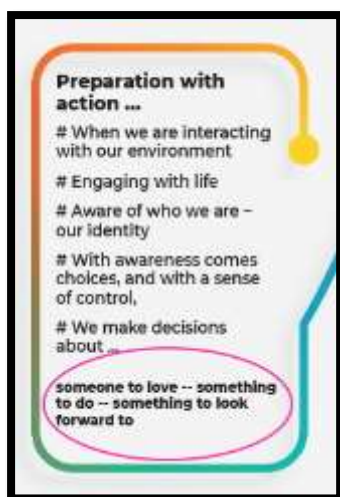 Preparation with
action ...
# When we are interacting
with our environment
# Engaging with life
# Aware of who we are –
our identity
# With awareness comes
choices, and with a sense
of control,
# We make decisions
about ...
someone to love -- something
to do -- something to look
forward to